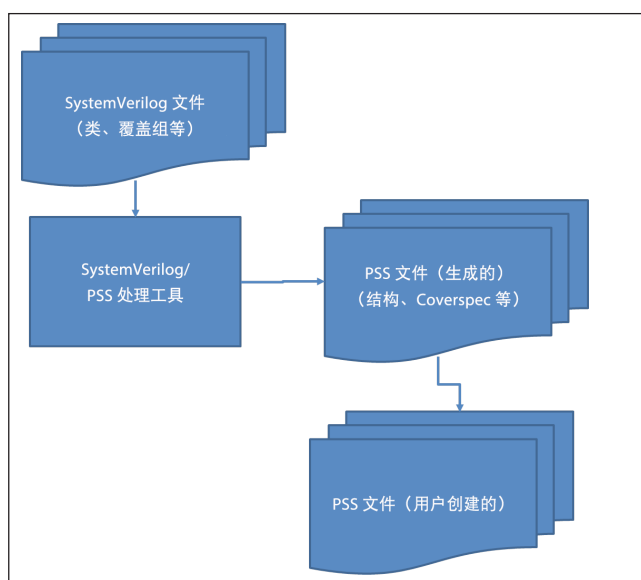 SystemVerilog 文件
（类、覆盖组等）
SystemVerilog/
PSS 处理工具
PSS 文件（生成的）
（结构、Coverspec 等）
PSS 文件（用户创建的）